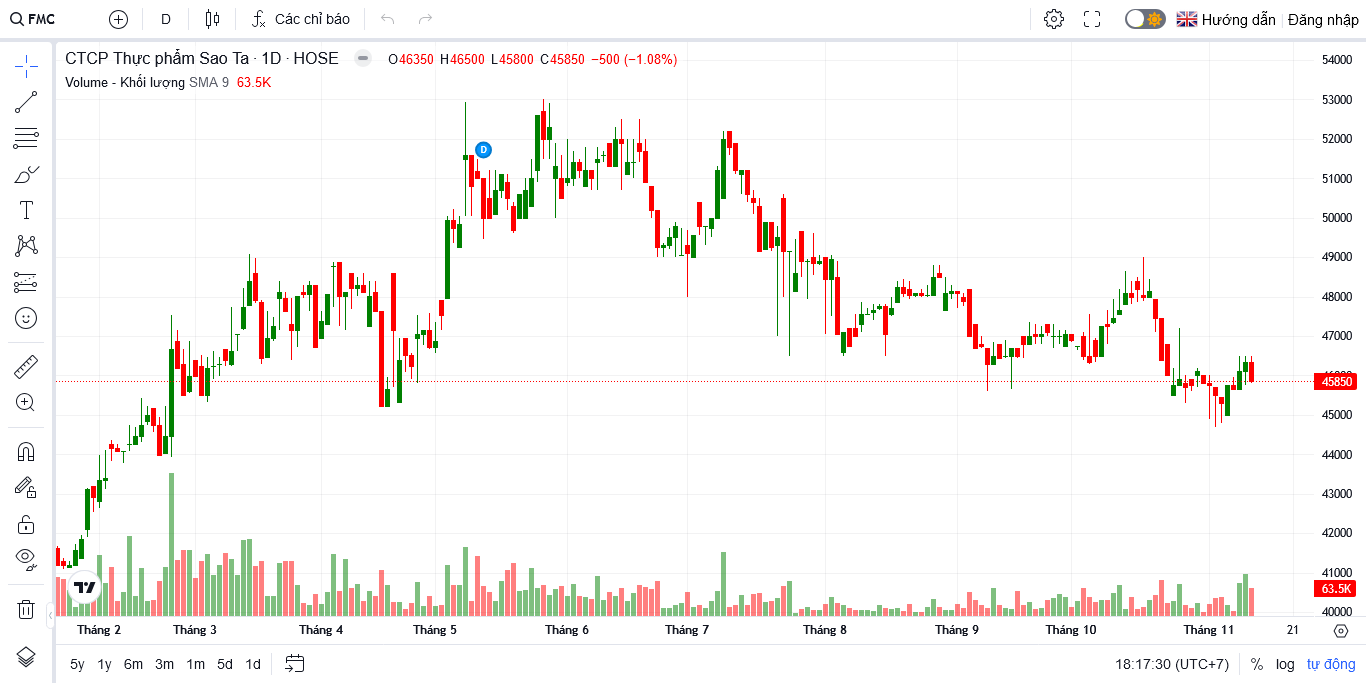 FMC D Các chỉ báo Hướng dẫn Đăng nhập
CTCP Thực phẩm Sao Ta · 1D · HOSE O46350 H46500 L45800 C45850 −500 (−1.08%)
Volume - Khối lượng SMA 9 63.5K
D
54000
53000
52000
51000
50000
49000
48000
47000
46000
45850
45000
44000
43000
42000
41000
63.5K
40000
Tháng 2 Tháng 3 Tháng 4 Tháng 5 Tháng 6 Tháng 7 Tháng 8 Tháng 9 Tháng 10 Tháng 11 21
5y 1y 6m 3m 1m 5d 1d 18:17:30 (UTC+7) % log tự động